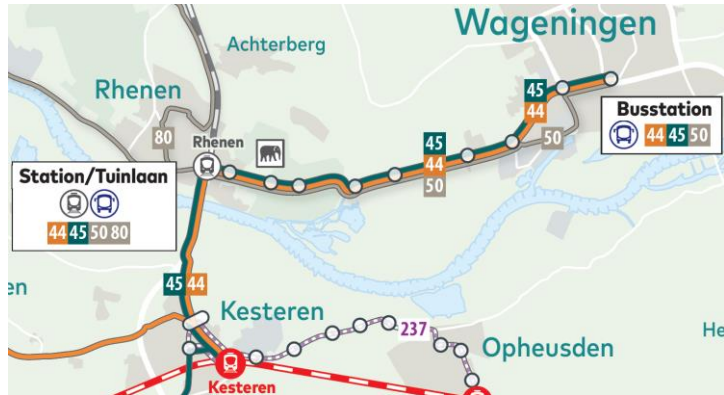 Wageningen
Achterberg
Rhenen
80
Rhenen
45
44
45
44
50
50
Busstation
44 45 50
Station/Tuinlaan
44 45 50 80
45 44
en
Kesteren
237
Opheusden
He
Kesteren